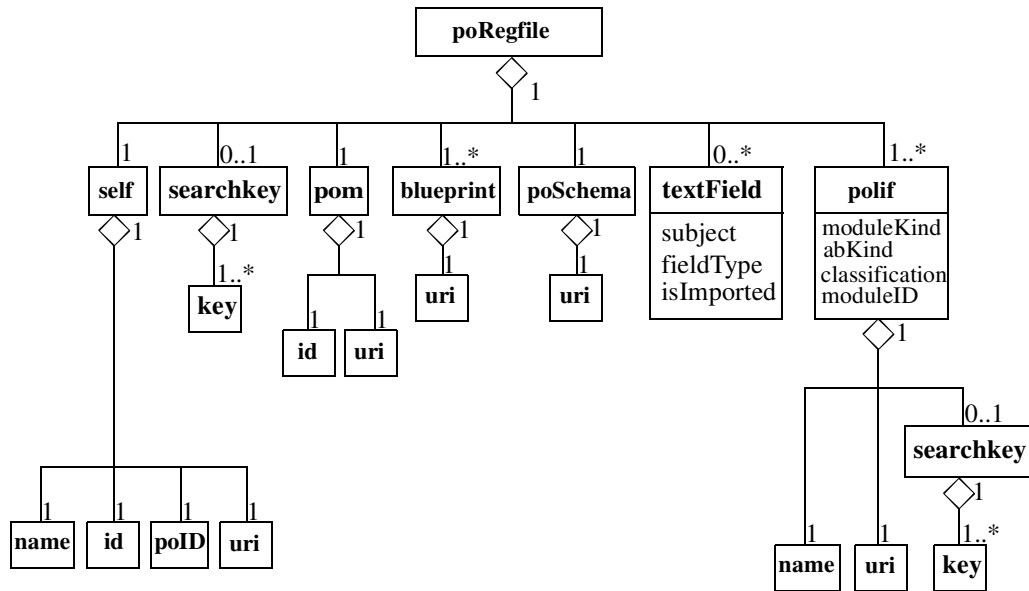 poRegfile
1
1
0..1
1
1..*
1
0..*
1..*
self
searchkey
pom
blueprint
poSchema
textField
polif
subject
fieldType
isImported
moduleKind
abKind
classification
moduleID
1
1
1
1
1
1..*
1
1
key
uri
uri
1
1
id
uri
1
0..1
searchkey
1
1
1
1
1
name
id
poID
uri
1
1
1..*
name
uri
key